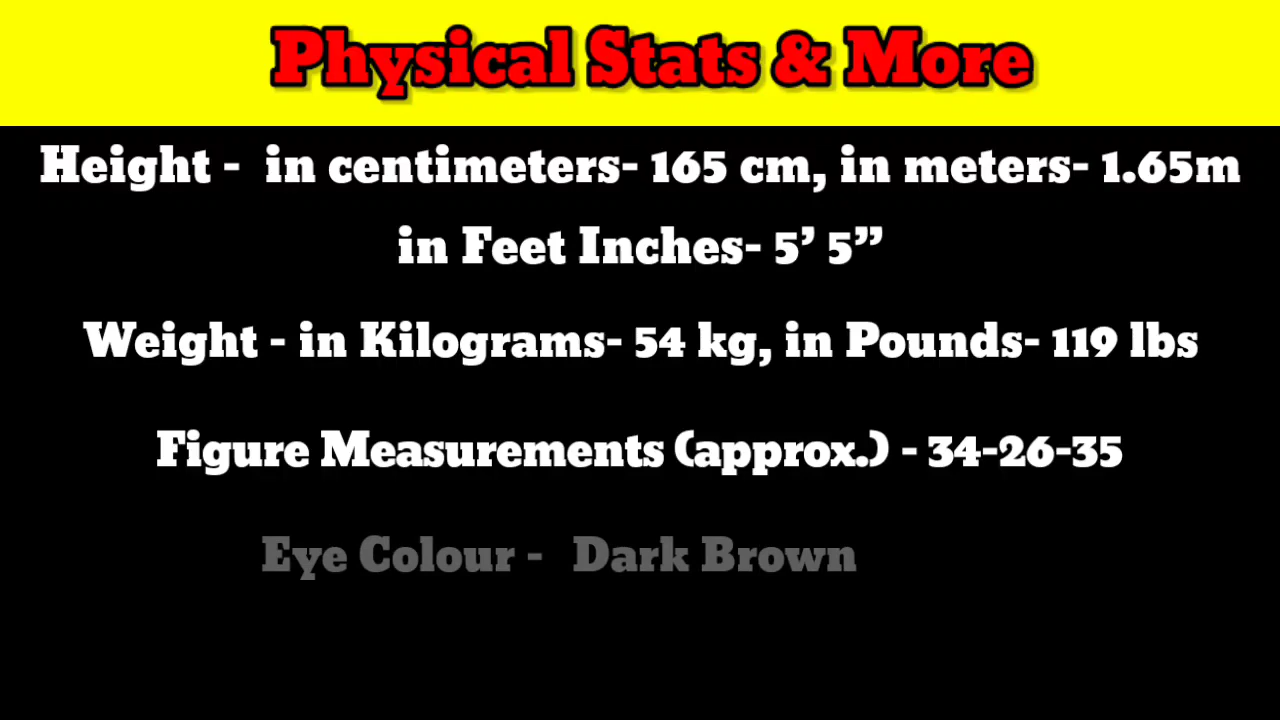 Physical Stats & More
Height -  in centimeters- 165 cm, in meters- 1.65m
in Feet Inches- 5’ 5”
Weight - in Kilograms- 54 kg, in Pounds- 119 lbs
Figure Measurements (approx.) - 34-26-35
Eye Colour -  Dark Brown